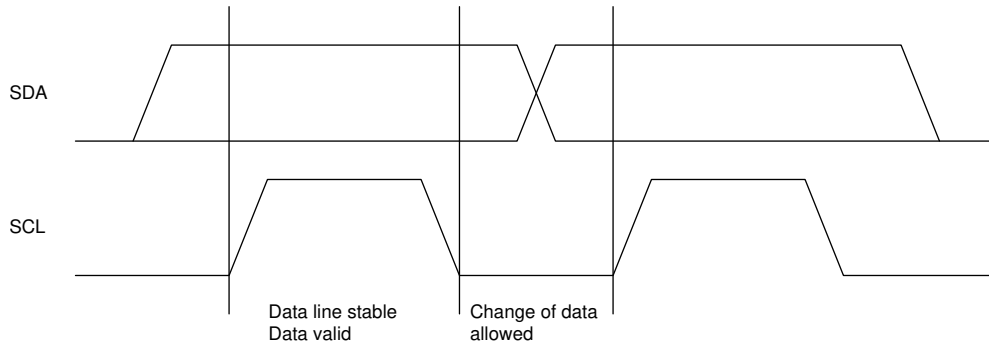 SDA
SCL
Data line stable
Data valid
Change of data
allowed